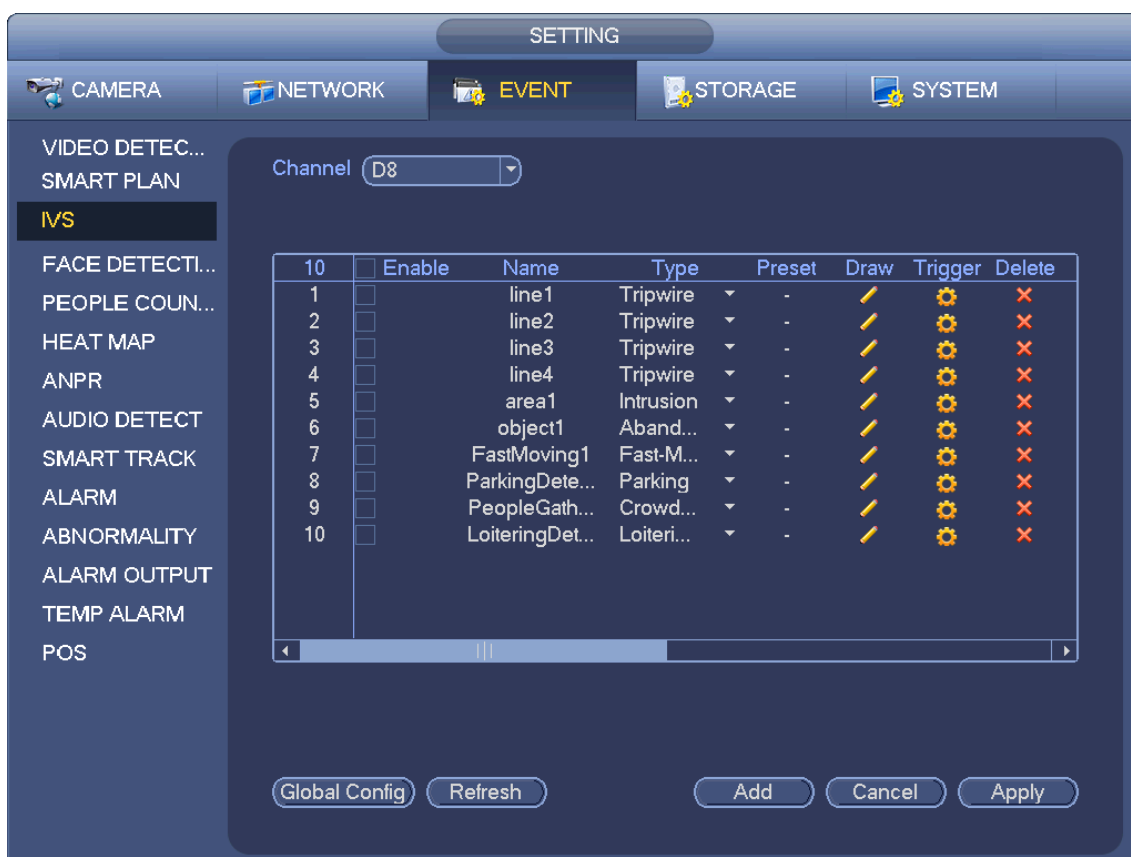 SETTING
CAMERA NETWORK EVENT STORAGE SYSTEM
VIDEO DETEC...
SMART PLAN
IVS
FACE DETECTI...
PEOPLE COUN...
HEAT MAP
ANPR
AUDIO DETECT
SMART TRACK
ALARM
ABNORMALITY
ALARM OUTPUT
TEMP ALARM
POS
Channel D8
10 Enable Name Type Preset Draw Trigger Delete
1 line1 Tripwire -
2 line2 Tripwire -
3 line3 Tripwire -
4 line4 Tripwire -
5 area1 Intrusion -
6 object1 Aband... -
7 FastMoving1 Fast-M... -
8 ParkingDete... Parking -
9 PeopleGath... Crowd... -
10 LoiteringDet... Loiteri... -
Global Config Refresh Add Cancel Apply